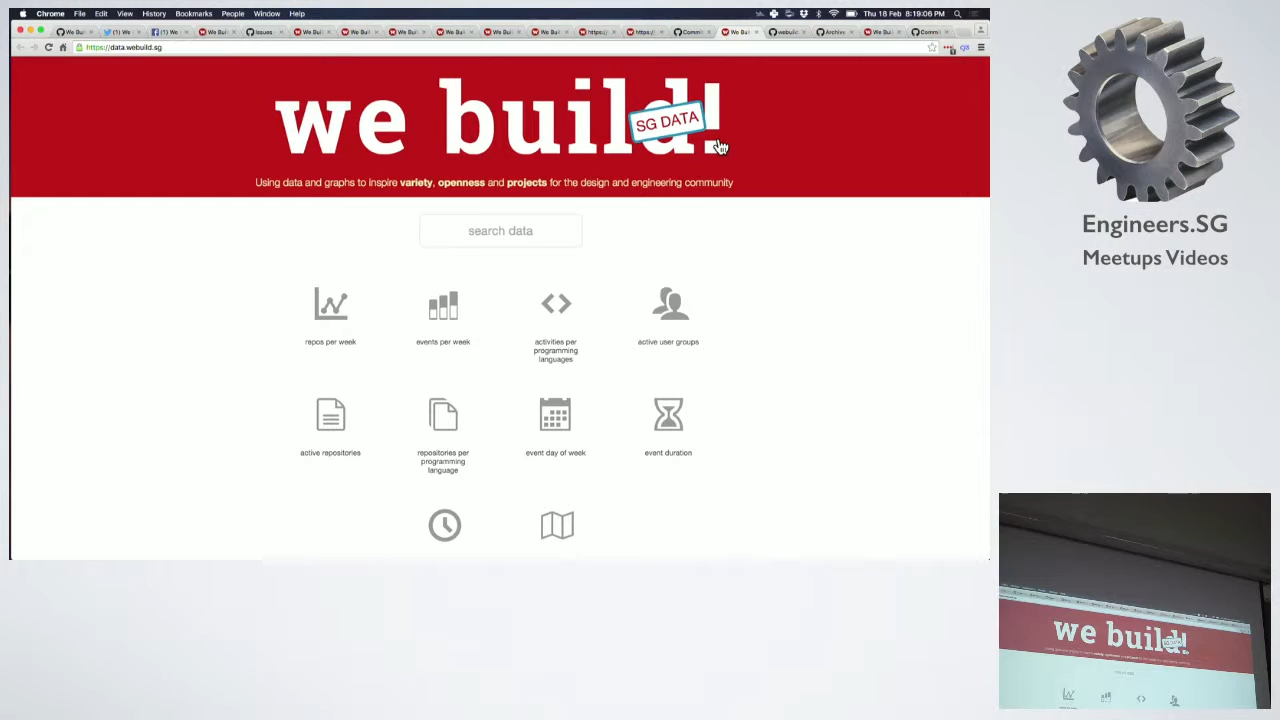 Chrome File Edit View History Bookmarks People Window Help
Thu 18 Feb 8:19:06 PM
https://data.webuild.sg
we build!
SG DATA
Using data and graphs to inspire variety, openness and projects for the design and engineering community
search data
repos per week
events per week
activities per
programming
languages
active user groups
active repositories
repositories per
programming
language
event day of week
event duration
Engineers.SG
Meetups Videos
we build!